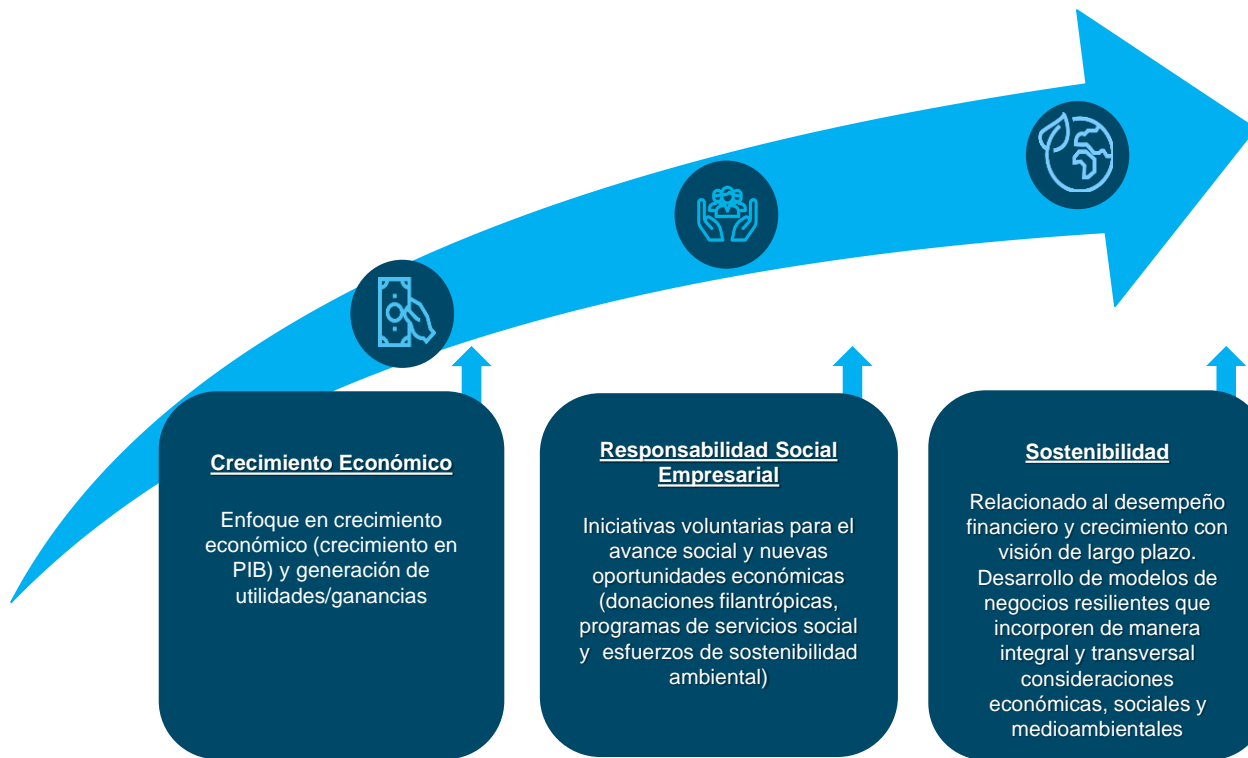 Crecimiento Económico
Enfoque en crecimiento
económico (crecimiento en
PIB) y generación de
utilidades/ganancias
Responsabilidad Social
Empresarial
Iniciativas voluntarias para el
avance social y nuevas
oportunidades económicas
(donaciones filantrópicas,
programas de servicios social
y  esfuerzos de sostenibilidad
ambiental)
Sostenibilidad
Relacionado al desempeño
financiero y crecimiento con
visión de largo plazo.
Desarrollo de modelos de
negocios resilientes que
incorporen de manera
integral y transversal
consideraciones
económicas, sociales y
medioambientales